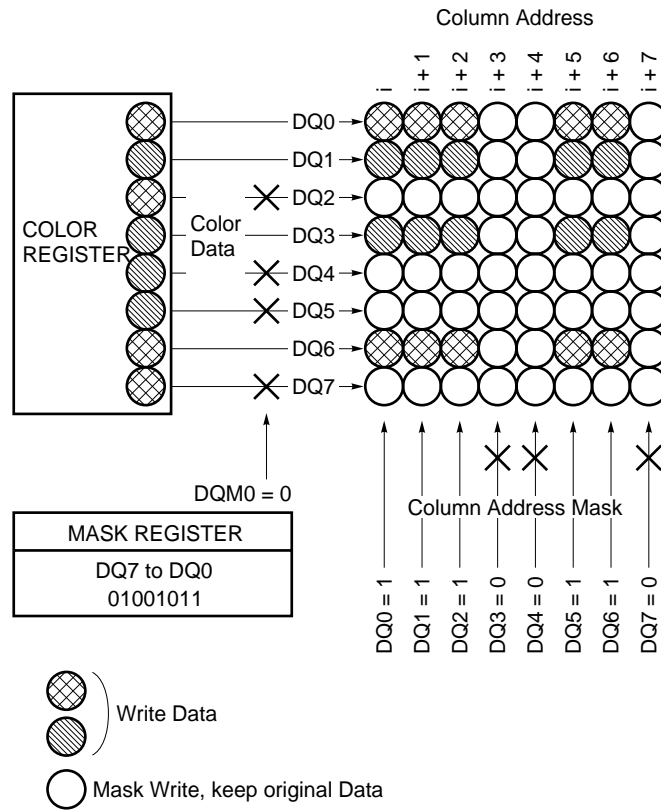 Column Address
i
i + 1
i + 2
i + 3
i + 4
i + 5
i + 6
i + 7
DQ0
DQ1
DQ2
DQ3
DQ4
DQ5
DQ6
DQ7
COLOR
REGISTER
Color
Data
DQM0 = 0
Column Address Mask
MASK REGISTER
DQ7 to DQ0
01001011
DQ0 = 1
DQ1 = 1
DQ2 = 1
DQ3 = 0
DQ4 = 0
DQ5 = 1
DQ6 = 1
DQ7 = 0
Write Data
Mask Write, keep original Data